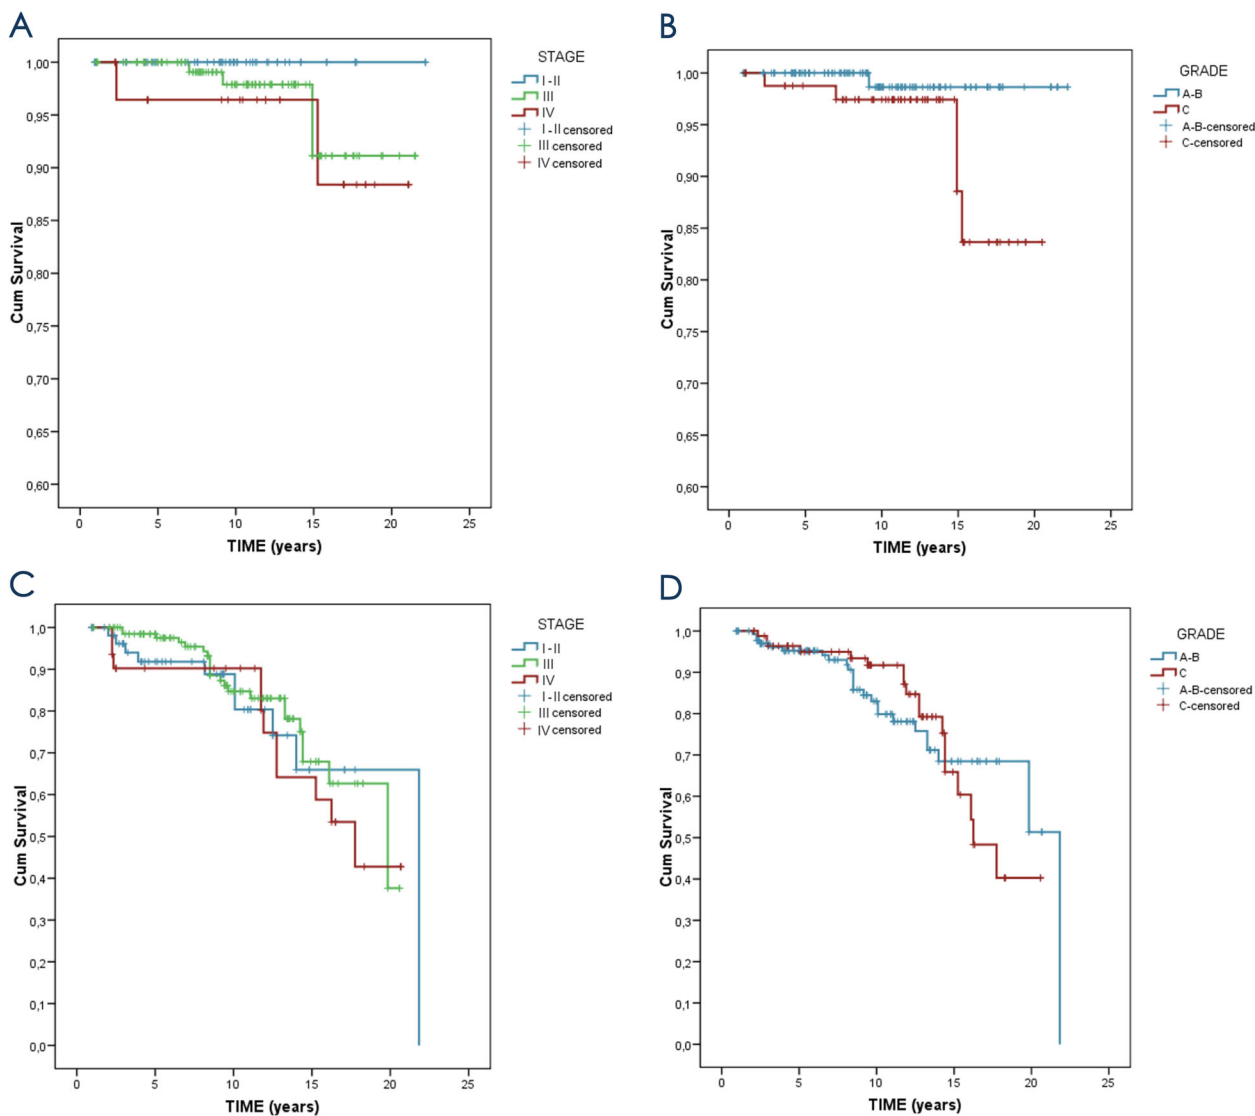 A
STAGE
I-II
III
IV
I-II censored
III censored
IV censored
1,00
0,95
0,90
0,85
0,80
0,75
0,70
0,65
0,60
Cum Survival
0 5 10 15 20 25
TIME (years)
B
GRADE
A-B
C
A-B-censored
C-censored
1,00
0,95
0,90
0,85
0,80
0,75
0,70
0,65
0,60
Cum Survival
0 5 10 15 20 25
TIME (years)
C
STAGE
I-II
III
IV
I-II censored
III censored
IV censored
1,0
0,9
0,8
0,7
0,6
0,5
0,4
0,3
0,2
0,1
0,0
Cum Survival
0 5 10 15 20 25
TIME (years)
D
GRADE
A-B
C
A-B-censored
C-censored
1,0
0,9
0,8
0,7
0,6
0,5
0,4
0,3
0,2
0,1
0,0
Cum Survival
0 5 10 15 20 25
TIME (years)